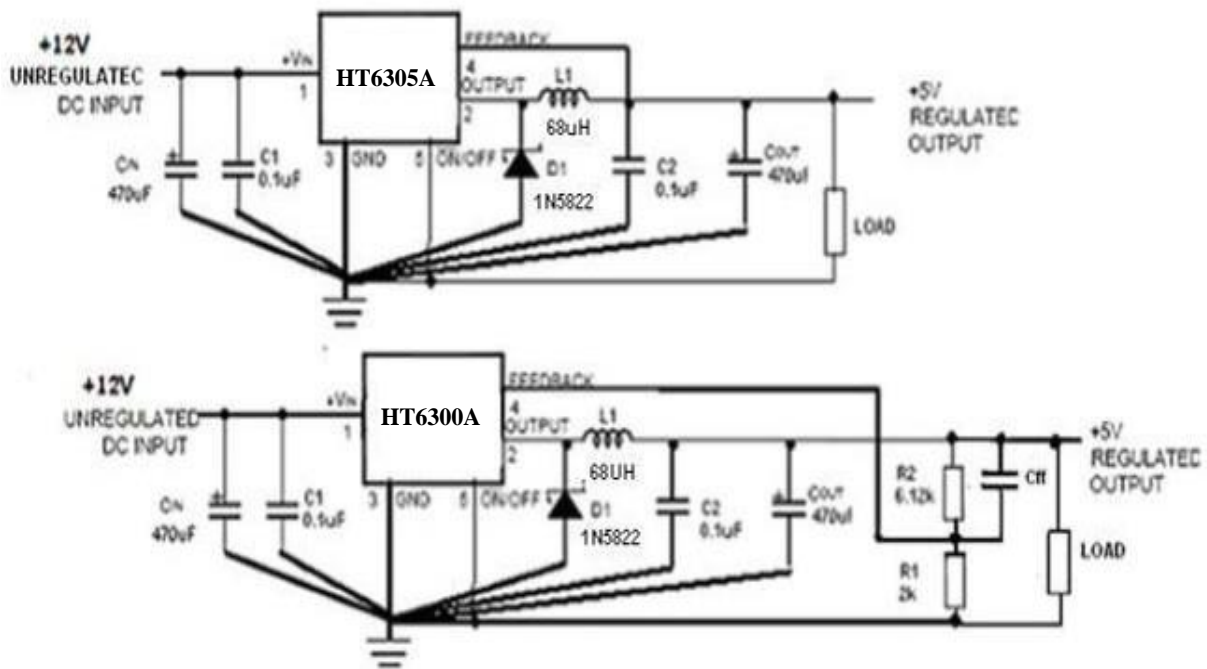 +12V
UNREGULATEC
DC INPUT
+VIN
1
HT6305A
FEEDBACK
4
OUTPUT
2
L1
68uH
+5V
REGULATEC
OUTPUT
3
GND
5
ON/OFF
CIN
470uF
C1
0.1uF
D1
1N5822
C2
0.1uF
COUT
470uf
LOAD
+12V
UNREGULATED
DC INPUT
+VIN
1
HT6300A
FEEDBACK
4
OUTPUT
2
L1
68UH
+5V
REGULATEC
OUTPUT
3
GND
5
ON/OFF
CIN
470uF
C1
0.1uF
D1
1N5822
C2
0.1uF
COUT
470uf
R2
6.12k
Cff
R1
2k
LOAD